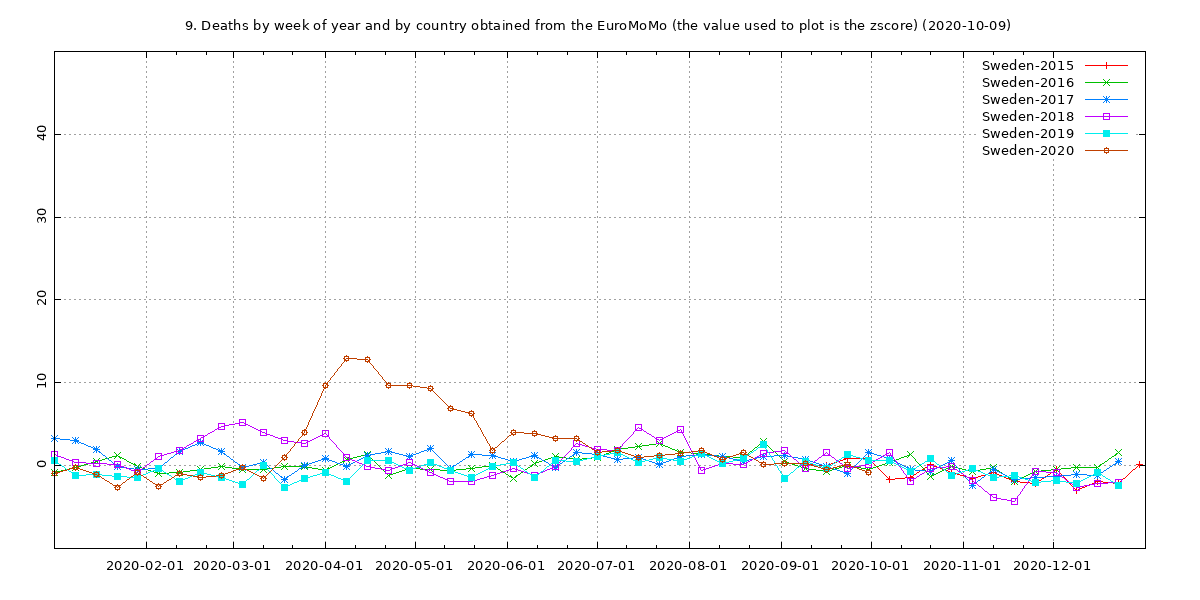 9. Deaths by week of year and by country obtained from the EuroMoMo (the value used to plot is the zscore) (2020-10-09)
Sweden-2015
Sweden-2016
Sweden-2017
Sweden-2018
Sweden-2019
Sweden-2020
40
30
20
10
0
2020-02-01 2020-03-01 2020-04-01 2020-05-01 2020-06-01 2020-07-01 2020-08-01 2020-09-01 2020-10-01 2020-11-01 2020-12-01